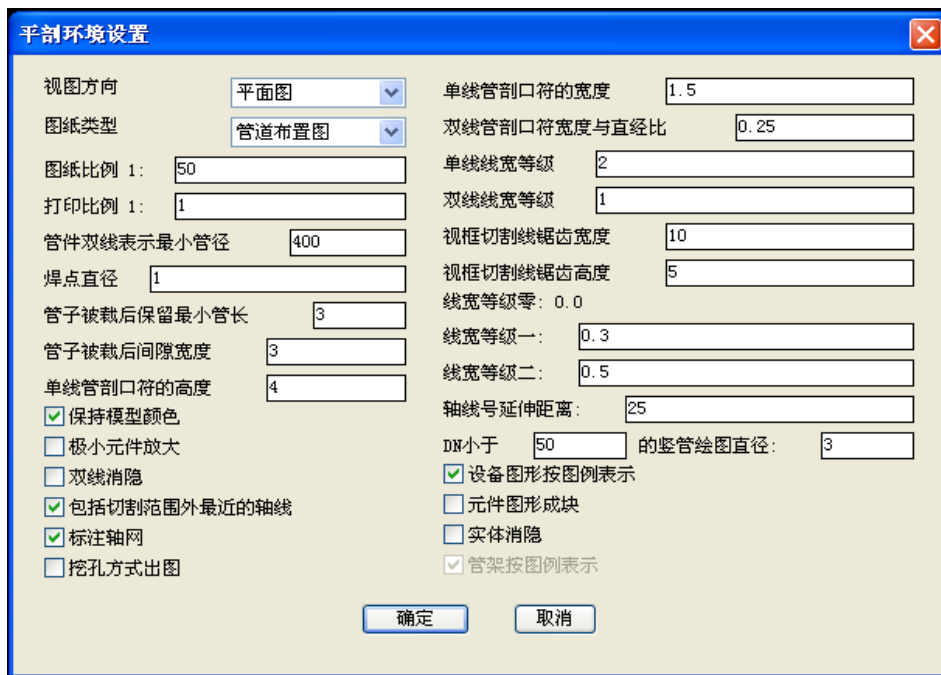 平剖环境设置
视图方向 平面图
图纸类型 管道布置图
图纸比例 1: 50
打印比例 1: 1
管件双线表示最小管径 400
焊点直径 1
管子被裁后保留最小管长 3
管子被裁后间隙宽度 3
单线管剖口符的高度 4
保持模型颜色
极小元件放大
双线消隐
包括切割范围外最近的轴线
标注轴网
挖孔方式出图
单线管剖口符的宽度 1.5
双线管剖口符宽度与直经比 0.25
单线线宽等级 2
双线线宽等级 1
视框切割线锯齿宽度 10
视框切割线锯齿高度 5
线宽等级零: 0.0
线宽等级一: 0.3
线宽等级二: 0.5
轴线号延伸距离: 25
DN小于 50 的竖管绘图直径: 3
设备图形按图例表示
元件图形成块
实体消隐
管架按图例表示
确定 取消